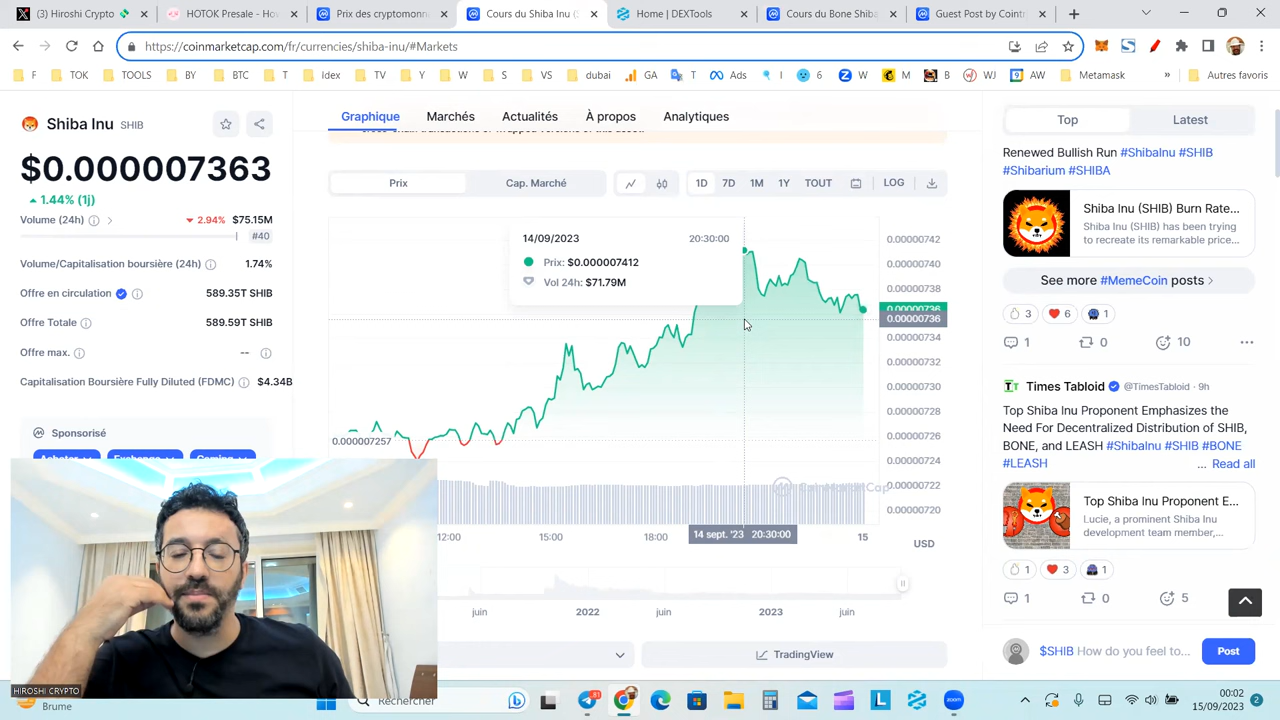 Hiroshi Crypto
HOTOK Presale - Hou
Prix des cryptomonna
Cours du Shiba Inu (S
Home | DEXTools
Cours du Bone Shiba
Guest Post by Cointe
https://coinmarketcap.com/fr/currencies/shiba-inu/#Markets
F
TOK
TOOLS
BY
BTC
T
Idex
TV
Y
W
S
VS
dubai
GA
T
Ads
I
6
W
M
B
WJ
AW
Metamask
»
Autres favoris
Shiba Inu SHIB
$0.000007363
1.44% (1j)
Volume (24h) 2.94% $75.15M
#40
Volume/Capitalisation boursière (24h) 1.74%
Offre en circulation 589.35T SHIB
Offre Totale 589.59T SHIB
Offre max. --
Capitalisation Boursière Fully Diluted (FDMC) $4.34B
Sponsorisé
Graphique
Marchés
Actualités
À propos
Analytiques
Prix
Cap. Marché
1D
7D
1M
1Y
TOUT
LOG
14/09/2023 20:30:00
Prix: $0.000007412
Vol 24h: $71.79M
0.000007257
0.00000742
0.00000740
0.00000738
0.00000736
0.00000736
0.00000734
0.00000732
0.00000730
0.00000728
0.00000726
0.00000724
0.00000722
0.00000720
12:00
15:00
18:00
14 sept. '23 20:30:00
15
USD
juin
2022
juin
2023
juin
TradingView
Top
Latest
Renewed Bullish Run #ShibaInu #SHIB
#Shibarium #SHIBA
Shiba Inu (SHIB) Burn Rate...
Shiba Inu (SHIB) has been trying
to recreate its remarkable price...
See more #MemeCoin posts
3
6
1
1
0
10
Times Tabloid @TimesTabloid · 9h
Top Shiba Inu Proponent Emphasizes the
Need For Decentralized Distribution of SHIB,
BONE, and LEASH #ShibaInu #SHIB #BONE
#LEASH ... Read all
Top Shiba Inu Proponent E...
Lucie, a prominent Shiba Inu
development team member,...
1
3
1
1
0
5
$SHIB How do you feel to...
Post
HIROSHI CRYPTO
Brume
Rechercher
00:02
15/09/2023
2